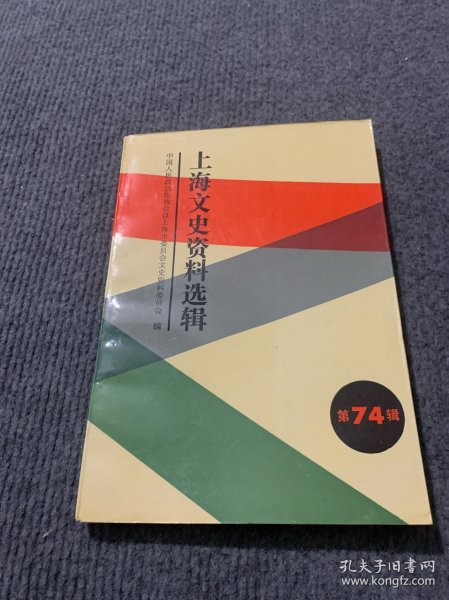 上海文史资料选辑
中国人民政治协商会议上海市委员会文史资料委员会 编
第74辑
孔夫子旧书网
www.kongfz.com